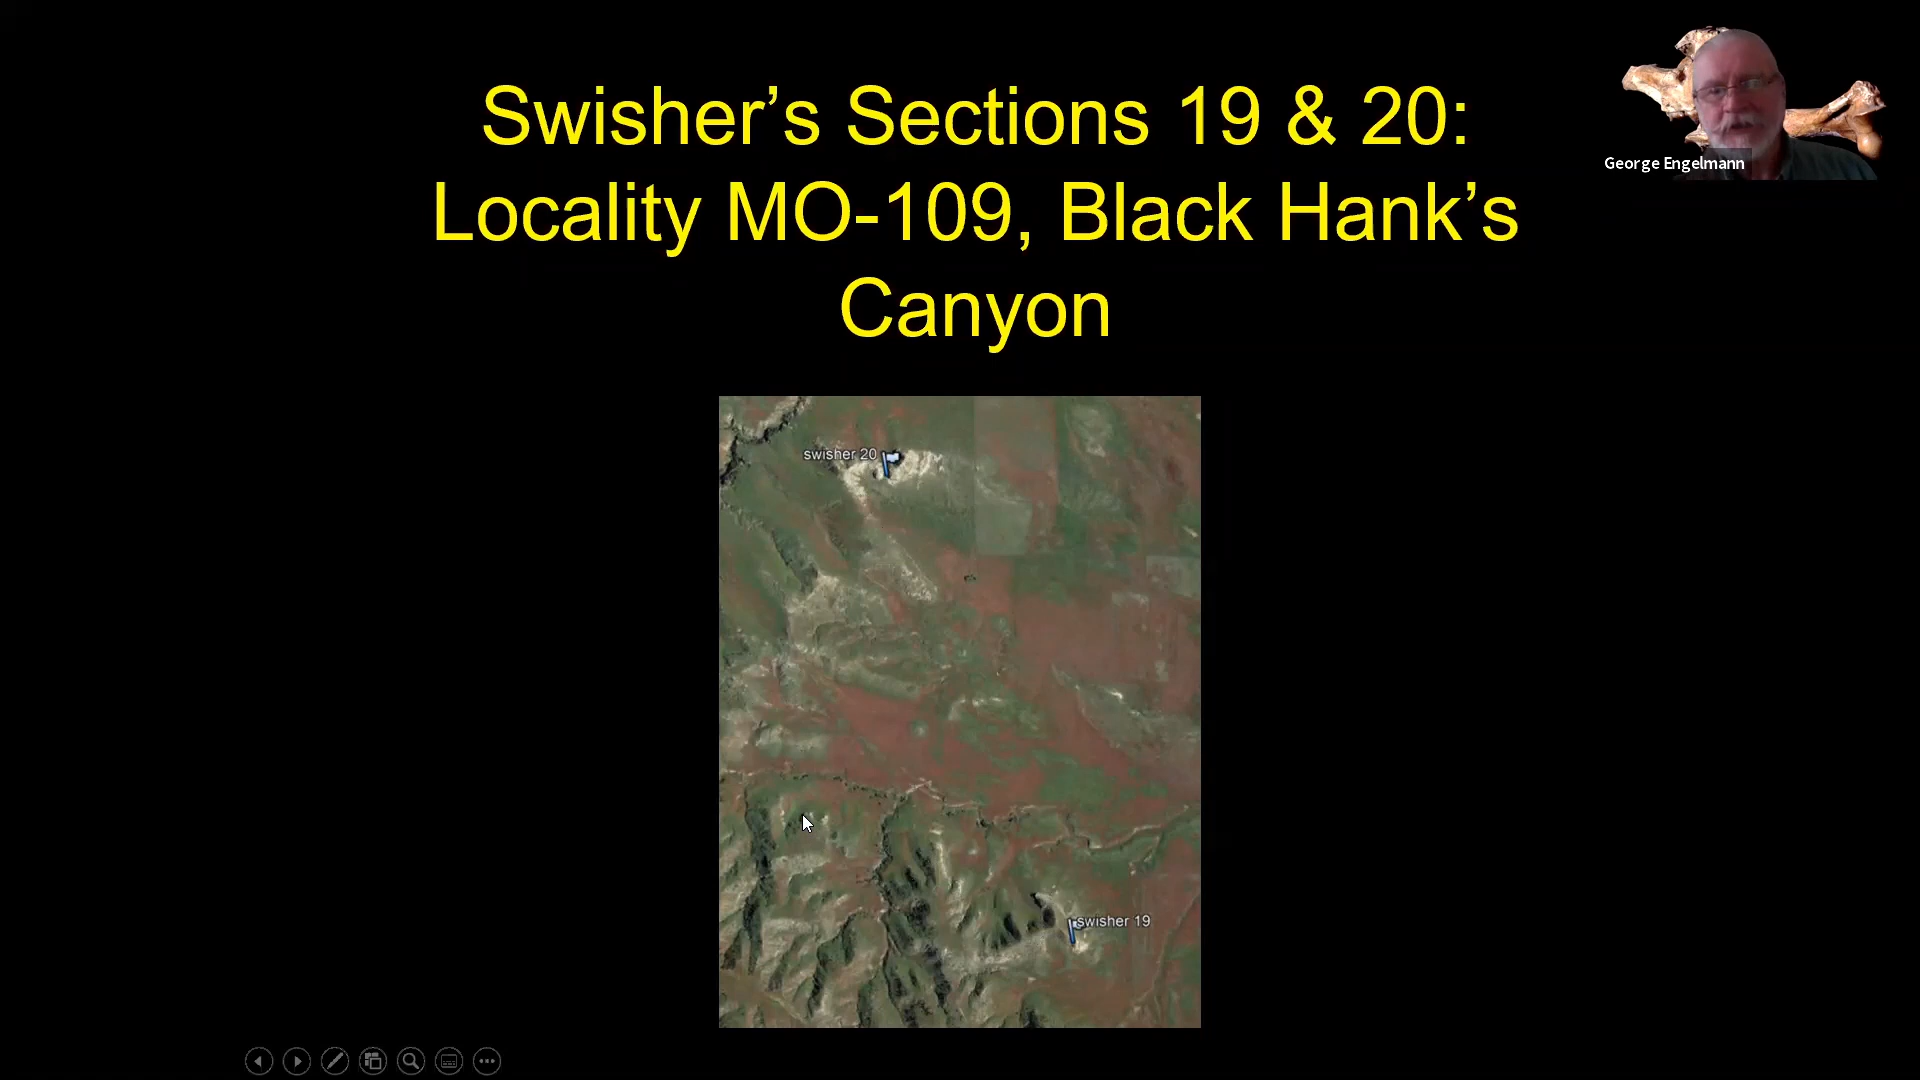 Swisher’s Sections 19 & 20:
Locality MO-109, Black Hank’s
Canyon
George Engelmann
swisher 20
swisher 19